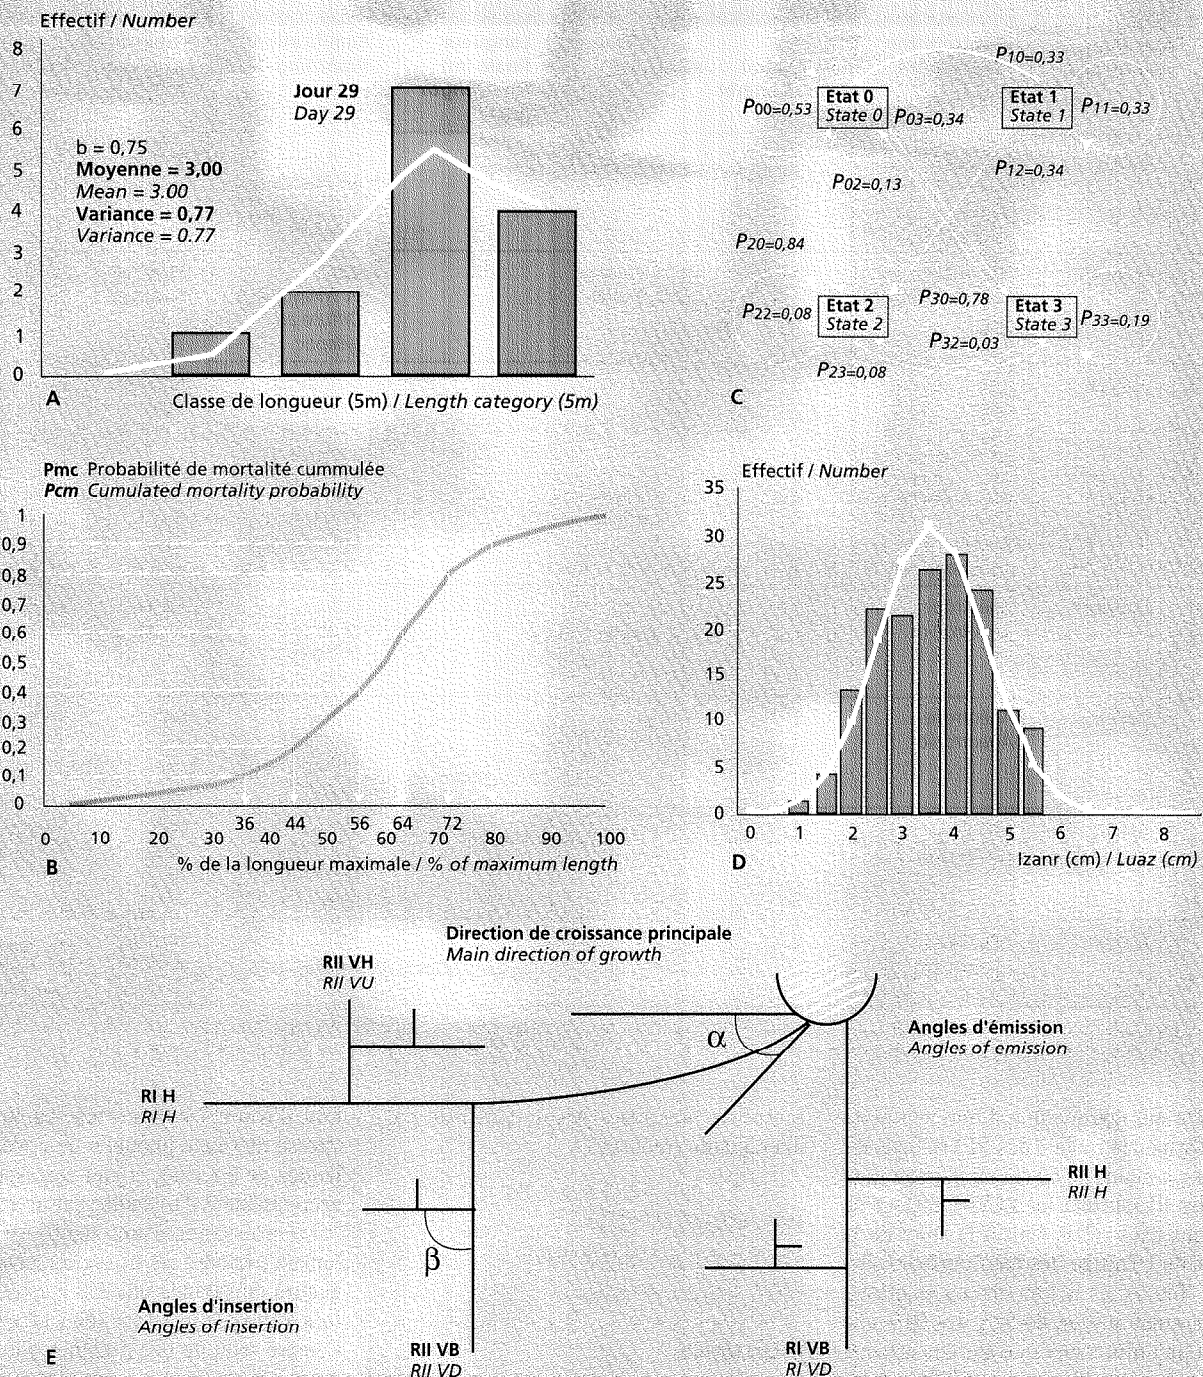 Effectif / Number
8
7
6
5
4
3
2
1
0
Jour 29
Day 29
b = 0,75
Moyenne = 3,00
Mean = 3.00
Variance = 0,77
Variance = 0.77
A
Classe de longueur (5m) / Length category (5m)
P10=0,33
P00=0,53
Etat 0
State 0
P03=0,34
Etat 1
State 1
P11=0,33
P02=0,13
P12=0,34
P20=0,84
P22=0,08
Etat 2
State 2
P30=0,78
P32=0,03
Etat 3
State 3
P33=0,19
P23=0,08
C
Pmc Probabilité de mortalité cummulée
Pcm Cumulated mortality probability
1
0,9
0,8
0,7
0,6
0,5
0,4
0,3
0,2
0,1
0
36 44 56 64 72
0 10 20 30 40 50 60 70 80 90 100
B
% de la longueur maximale / % of maximum length
Effectif / Number
35
30
25
20
15
10
5
0
0 1 2 3 4 5 6 7 8
D
Izanr (cm) / Luaz (cm)
Direction de croissance principale
Main direction of growth
RII VH
RII VU
α
Angles d'émission
Angles of emission
RI H
RI H
RII H
RII H
β
Angles d'insertion
Angles of insertion
RII VB
RII VD
RI VB
RI VD
E